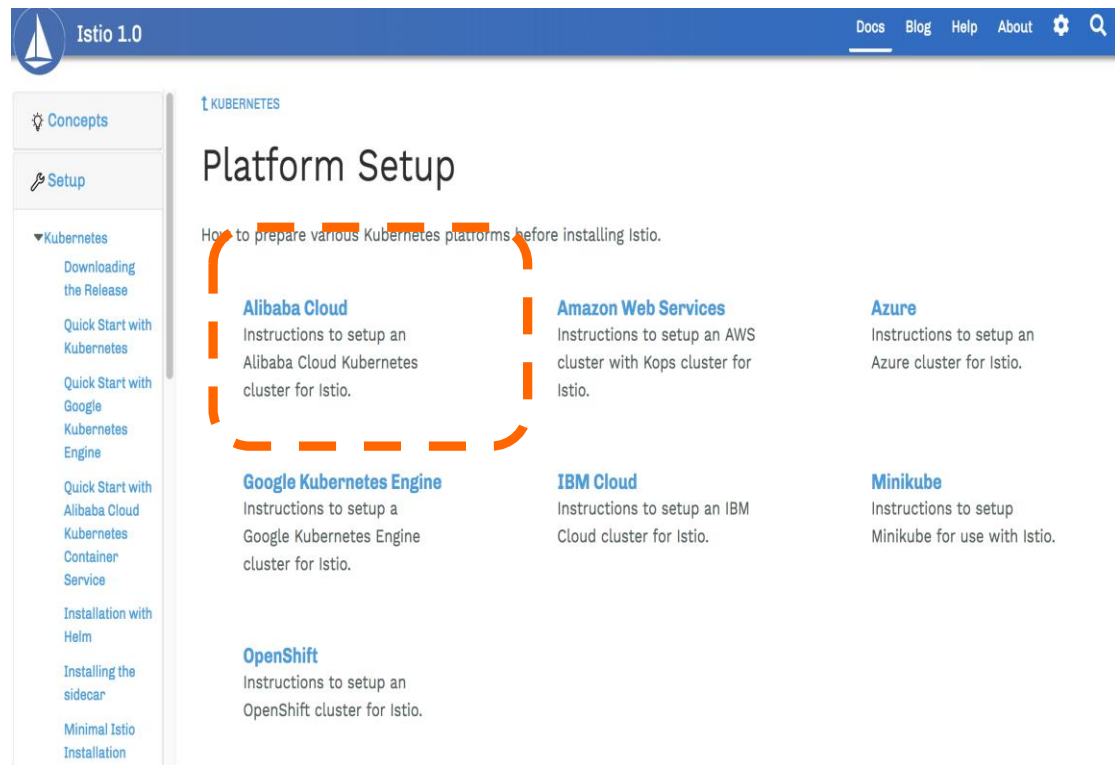 Istio 1.0
Docs Blog Help About
Concepts
Setup
Kubernetes
Downloading
the Release
Quick Start with
Kubernetes
Quick Start with
Google
Kubernetes
Engine
Quick Start with
Alibaba Cloud
Kubernetes
Container
Service
Installation with
Helm
Installing the
sidecar
Minimal Istio
Installation
KUBERNETES
Platform Setup
How to prepare various Kubernetes platforms before installing Istio.
Alibaba Cloud
Instructions to setup an
Alibaba Cloud Kubernetes
cluster for Istio.
Amazon Web Services
Instructions to setup an AWS
cluster with Kops cluster for
Istio.
Azure
Instructions to setup an
Azure cluster for Istio.
Google Kubernetes Engine
Instructions to setup a
Google Kubernetes Engine
cluster for Istio.
IBM Cloud
Instructions to setup an IBM
Cloud cluster for Istio.
Minikube
Instructions to setup
Minikube for use with Istio.
OpenShift
Instructions to setup an
OpenShift cluster for Istio.